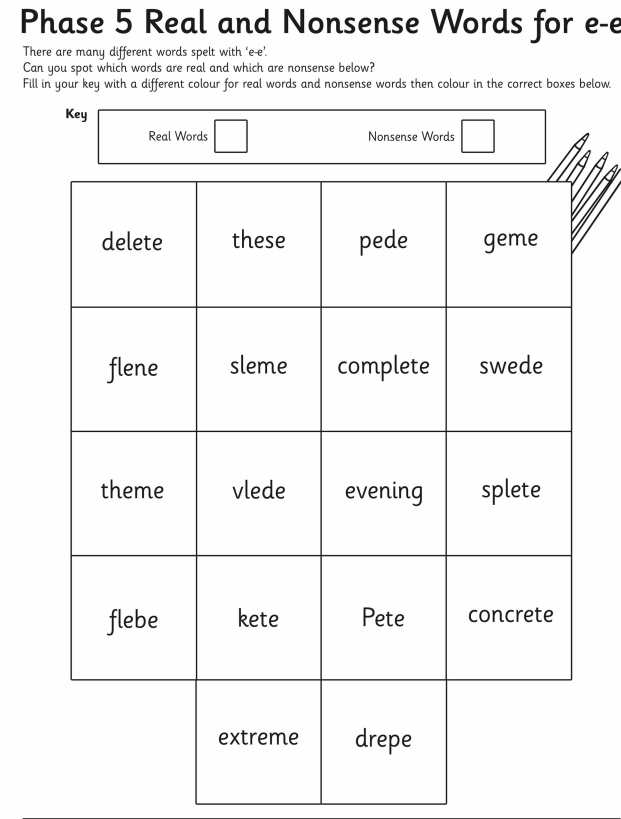 Phase 5 Real and Nonsense Words for e-e
There are many different words spelt with ‘e-e’.
Can you spot which words are real and which are nonsense below?
Fill in your key with a different colour for real words and nonsense words then colour in the correct boxes below.
Key
Real Words Nonsense Words
delete these pede geme
flene sleme complete swede
theme vlede evening splete
flebe kete Pete concrete
extreme drepe